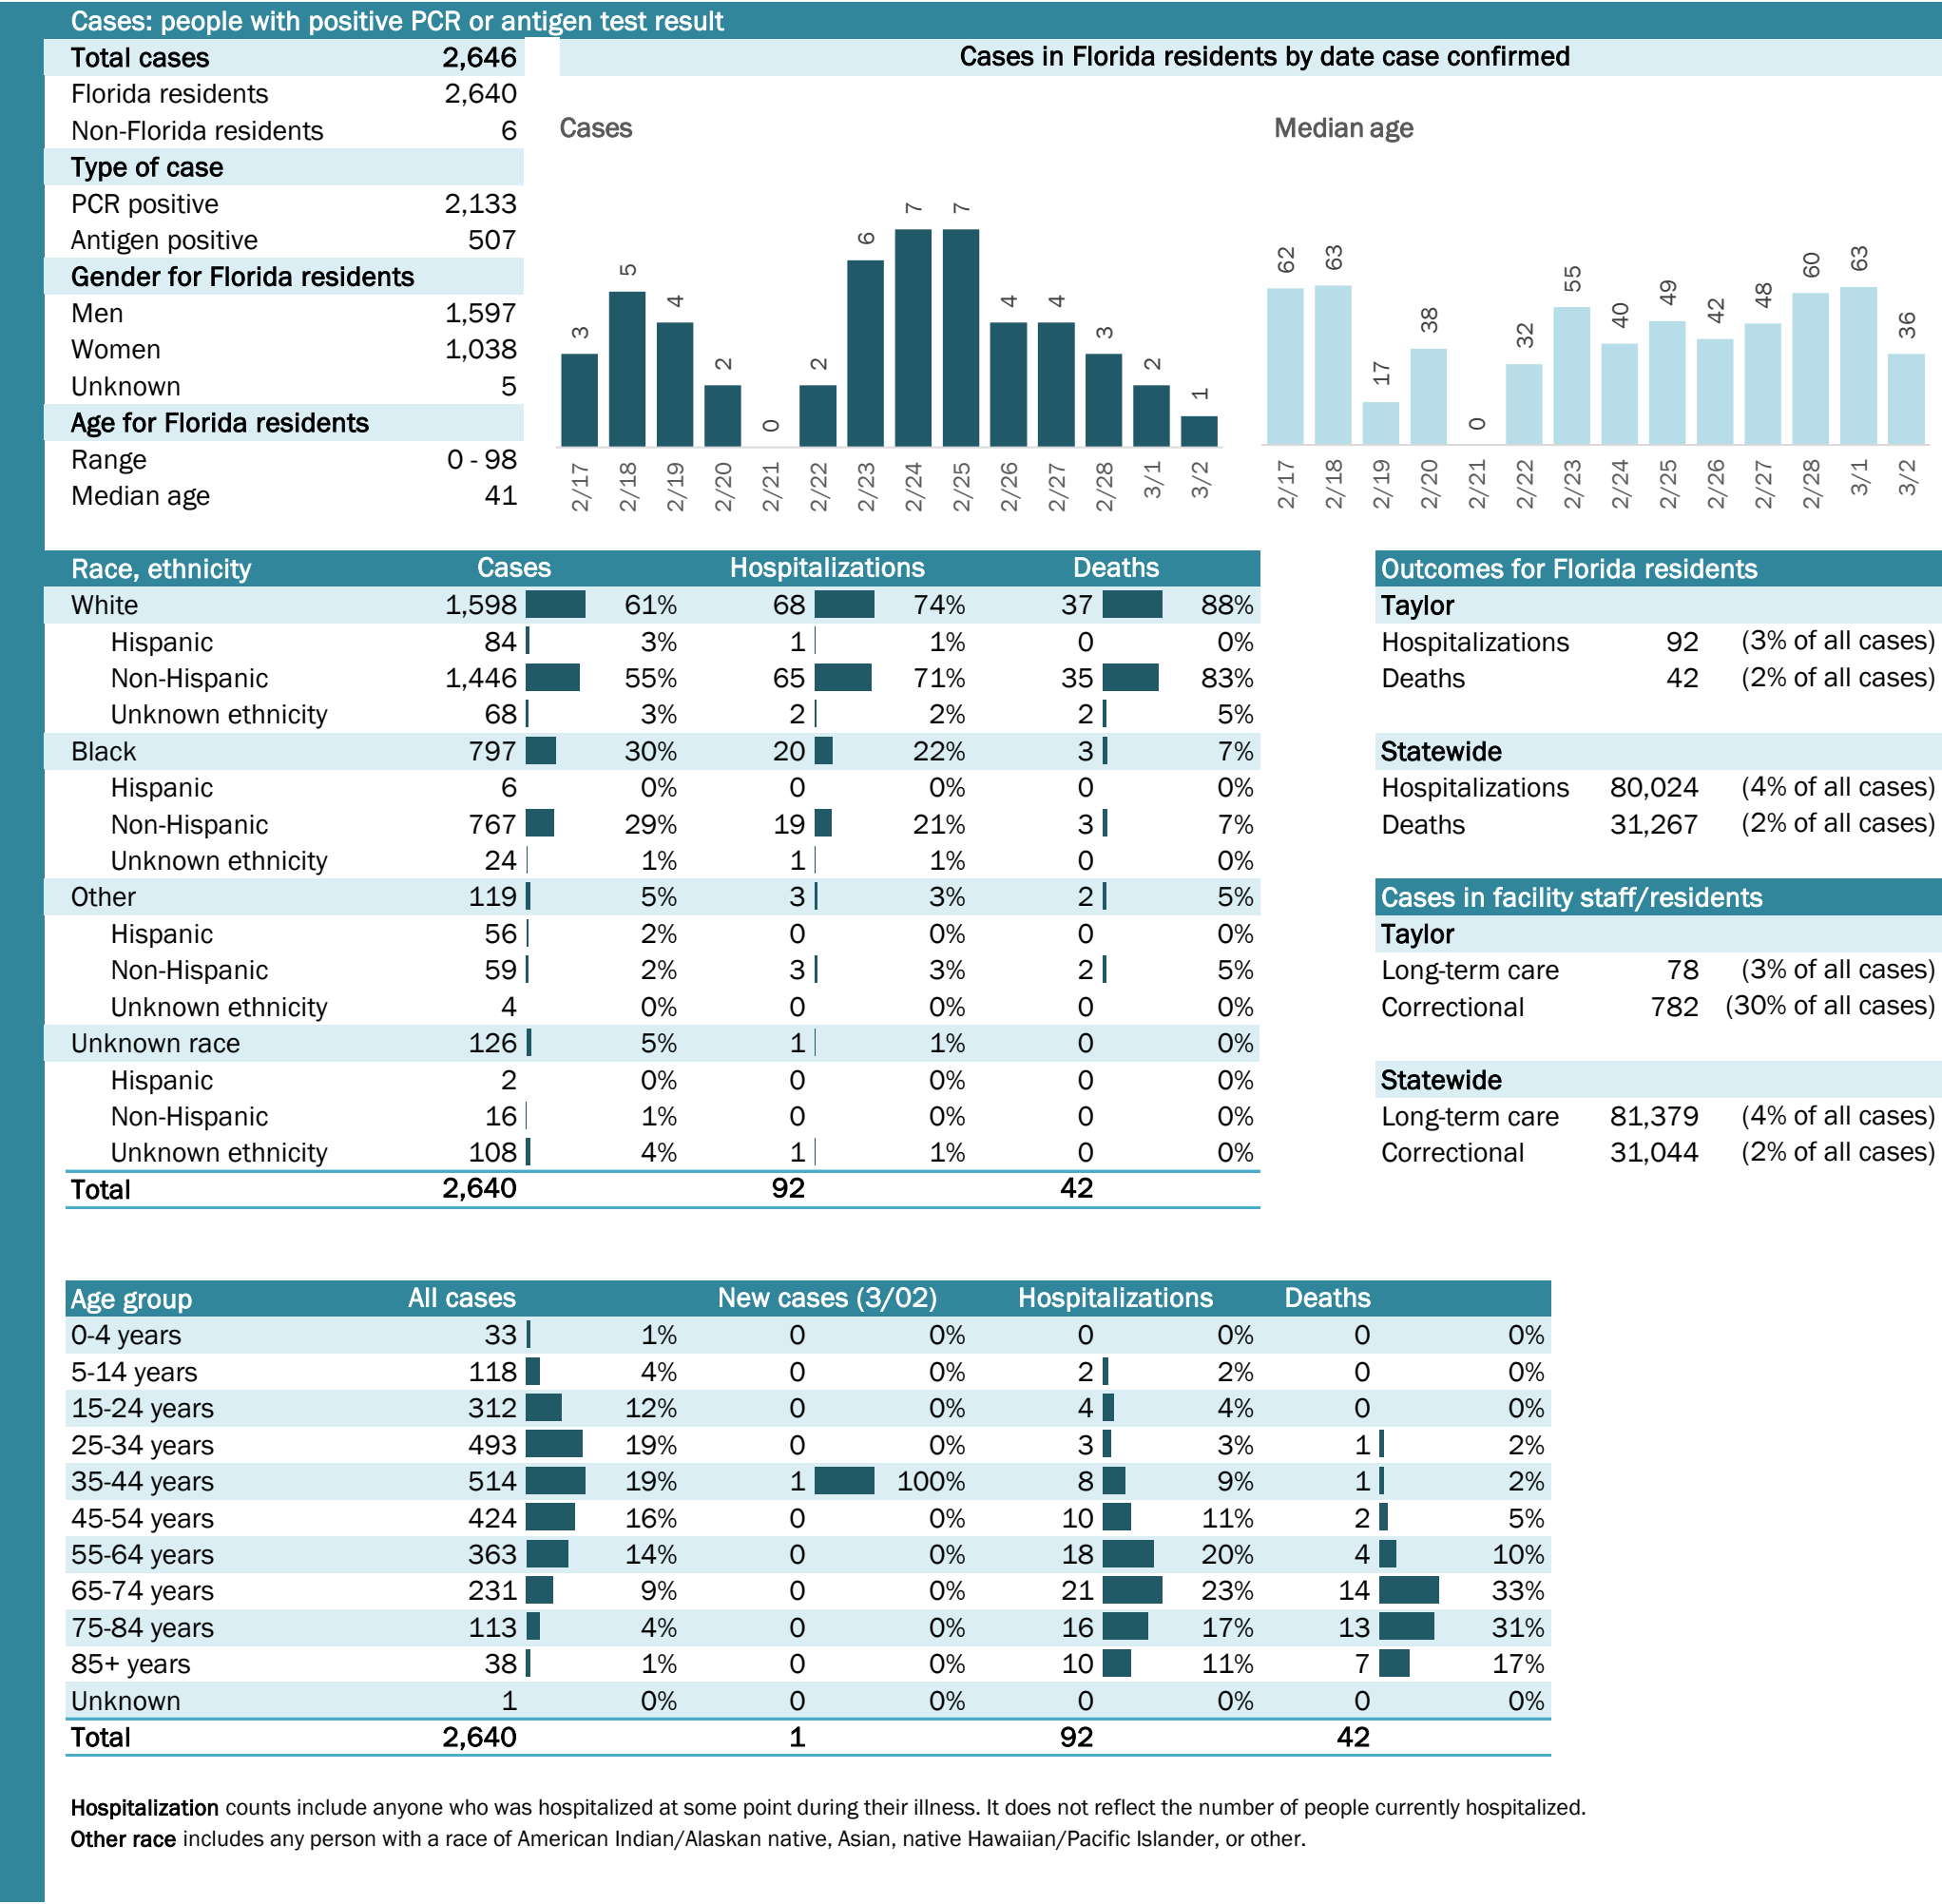 Cases: people with positive PCR or antigen test result
Total cases 2,646
Florida residents 2,640
Non-Florida residents 6
Type of case
PCR positive 2,133
Antigen positive 507
Gender for Florida residents
Men 1,597
Women 1,038
Unknown 5
Age for Florida residents
Range 0 - 98
Median age 41
Cases in Florida residents by date case confirmed
Cases
3 5 4 2 0 2 6 7 7 4 4 3 2 1
2/17 2/18 2/19 2/20 2/21 2/22 2/23 2/24 2/25 2/26 2/27 2/28 3/1 3/2
Median age
62 63 17 38 0 32 55 40 49 42 48 60 63 36
2/17 2/18 2/19 2/20 2/21 2/22 2/23 2/24 2/25 2/26 2/27 2/28 3/1 3/2
Race, ethnicity Cases Hospitalizations Deaths
White 1,598 61% 68 74% 37 88%
Hispanic 84 3% 1 1% 0 0%
Non-Hispanic 1,446 55% 65 71% 35 83%
Unknown ethnicity 68 3% 2 2% 2 5%
Black 797 30% 20 22% 3 7%
Hispanic 6 0% 0 0% 0 0%
Non-Hispanic 767 29% 19 21% 3 7%
Unknown ethnicity 24 1% 1 1% 0 0%
Other 119 5% 3 3% 2 5%
Hispanic 56 2% 0 0% 0 0%
Non-Hispanic 59 2% 3 3% 2 5%
Unknown ethnicity 4 0% 0 0% 0 0%
Unknown race 126 5% 1 1% 0 0%
Hispanic 2 0% 0 0% 0 0%
Non-Hispanic 16 1% 0 0% 0 0%
Unknown ethnicity 108 4% 1 1% 0 0%
Total 2,640 92 42
Outcomes for Florida residents
Taylor
Hospitalizations 92 (3% of all cases)
Deaths 42 (2% of all cases)
Statewide
Hospitalizations 80,024 (4% of all cases)
Deaths 31,267 (2% of all cases)
Cases in facility staff/residents
Taylor
Long-term care 78 (3% of all cases)
Correctional 782 (30% of all cases)
Statewide
Long-term care 81,379 (4% of all cases)
Correctional 31,044 (2% of all cases)
Age group All cases New cases (3/02) Hospitalizations Deaths
0-4 years 33 1% 0 0% 0 0% 0 0%
5-14 years 118 4% 0 0% 2 2% 0 0%
15-24 years 312 12% 0 0% 4 4% 0 0%
25-34 years 493 19% 0 0% 3 3% 1 2%
35-44 years 514 19% 1 100% 8 9% 1 2%
45-54 years 424 16% 0 0% 10 11% 2 5%
55-64 years 363 14% 0 0% 18 20% 4 10%
65-74 years 231 9% 0 0% 21 23% 14 33%
75-84 years 113 4% 0 0% 16 17% 13 31%
85+ years 38 1% 0 0% 10 11% 7 17%
Unknown 1 0% 0 0% 0 0% 0 0%
Total 2,640 1 92 42
Hospitalization counts include anyone who was hospitalized at some point during their illness. It does not reflect the number of people currently hospitalized.
Other race includes any person with a race of American Indian/Alaskan native, Asian, native Hawaiian/Pacific Islander, or other.